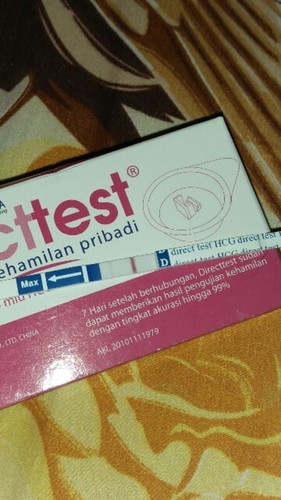 cttest®
ehamilan pribadi
direct test HCG direct tes
Max
7 Hari setelah berhubungan, Directtest sudah
dapat memberikan hasil pengujian kehamilan
dengan tingkat akurasi hingga 99%
., LTD, CHINA
AKL 20101111979